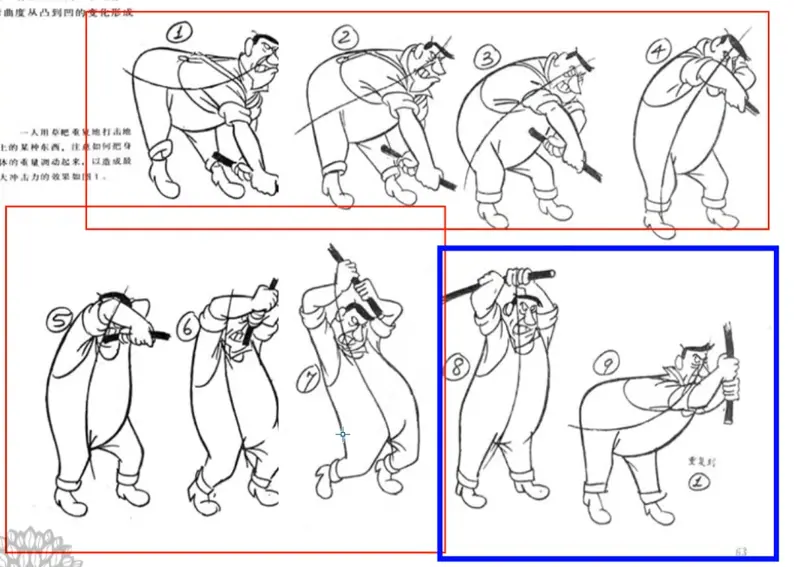 曲度从凸到凹的变化形成
一人用草耙重复地打击地
上的某种东西，注意如何把身
体的重量调动起来，以造成最
大冲击力的效果如图1。
①
②
③
④
⑤
⑥
⑦
⑧
⑨
重复到
①
63